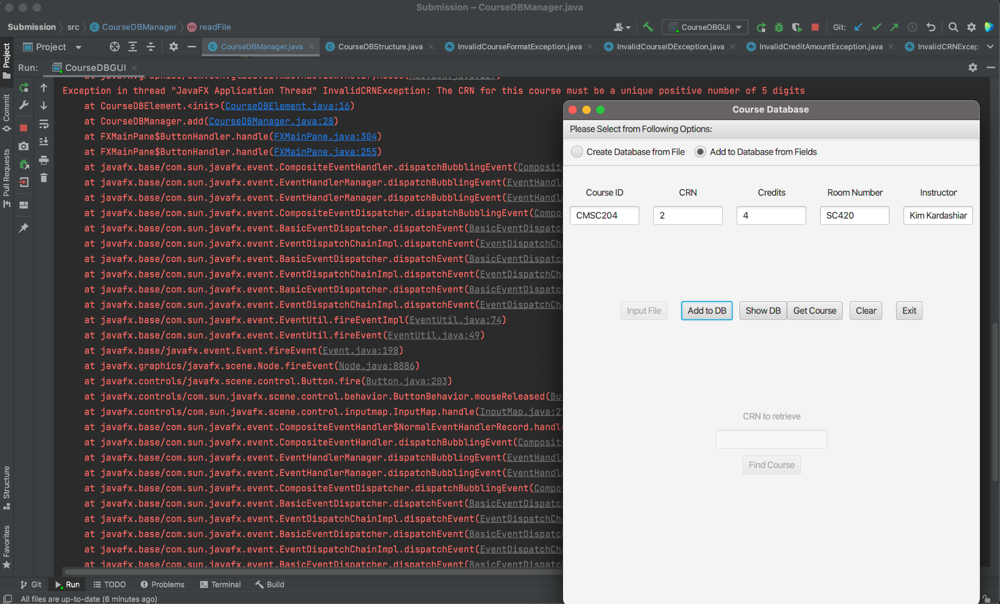 Submission – CourseDBManager.java
Submission src CourseDBManager readFile
CourseDBGUI Git:
Project CourseDBManager.java CourseDBStructure.java InvalidCourseFormatException.java InvalidCourseIDException.java InvalidCreditAmountException.java InvalidCRNExcep
Run: CourseDBGUI
Exception in thread "JavaFX Application Thread" InvalidCRNException: The CRN for this course must be a unique positive number of 5 digits
at CourseDBElement.<init>(CourseDBElement.java:16)
at CourseDBManager.add(CourseDBManager.java:28)
at FXMainPane$ButtonHandler.handle(FXMainPane.java:304)
at FXMainPane$ButtonHandler.handle(FXMainPane.java:255)
at javafx.base/com.sun.javafx.event.CompositeEventHandler.dispatchBubblingEvent(Composit
at javafx.base/com.sun.javafx.event.EventHandlerManager.dispatchBubblingEvent(EventHandl
at javafx.base/com.sun.javafx.event.EventHandlerManager.dispatchBubblingEvent(EventHandl
at javafx.base/com.sun.javafx.event.CompositeEventDispatcher.dispatchBubblingEvent(Compo
at javafx.base/com.sun.javafx.event.BasicEventDispatcher.dispatchEvent(BasicEventDispatc
at javafx.base/com.sun.javafx.event.EventDispatchChainImpl.dispatchEvent(EventDispatchCh
at javafx.base/com.sun.javafx.event.BasicEventDispatcher.dispatchEvent(BasicEventDispatc
at javafx.base/com.sun.javafx.event.EventDispatchChainImpl.dispatchEvent(EventDispatchCh
at javafx.base/com.sun.javafx.event.BasicEventDispatcher.dispatchEvent(BasicEventDispatc
at javafx.base/com.sun.javafx.event.EventDispatchChainImpl.dispatchEvent(EventDispatchCh
at javafx.base/com.sun.javafx.event.EventUtil.fireEventImpl(EventUtil.java:74)
at javafx.base/com.sun.javafx.event.EventUtil.fireEvent(EventUtil.java:49)
at javafx.base/javafx.event.Event.fireEvent(Event.java:198)
at javafx.graphics/javafx.scene.Node.fireEvent(Node.java:8886)
at javafx.controls/javafx.scene.control.Button.fire(Button.java:203)
at javafx.controls/com.sun.javafx.scene.control.behavior.ButtonBehavior.mouseReleased(Bu
at javafx.controls/com.sun.javafx.scene.control.inputmap.InputMap.handle(InputMap.java:2
at javafx.base/com.sun.javafx.event.CompositeEventHandler$NormalEventHandlerRecord.handl
at javafx.base/com.sun.javafx.event.CompositeEventHandler.dispatchBubblingEvent(Composit
at javafx.base/com.sun.javafx.event.EventHandlerManager.dispatchBubblingEvent(EventHandl
at javafx.base/com.sun.javafx.event.EventHandlerManager.dispatchBubblingEvent(EventHandl
at javafx.base/com.sun.javafx.event.CompositeEventDispatcher.dispatchBubblingEvent(Compo
at javafx.base/com.sun.javafx.event.BasicEventDispatcher.dispatchEvent(BasicEventDispatc
at javafx.base/com.sun.javafx.event.EventDispatchChainImpl.dispatchEvent(EventDispatchCh
at javafx.base/com.sun.javafx.event.BasicEventDispatcher.dispatchEvent(BasicEventDispatc
at javafx.base/com.sun.javafx.event.EventDispatchChainImpl.dispatchEvent(EventDispatchCh
at javafx.base/com.sun.javafx.event.BasicEventDispatcher.dispatchEvent(BasicEventDispatc
Course Database
Please Select from Following Options:
Create Database from File Add to Database from Fields
Course ID CRN Credits Room Number Instructor
CMSC204 2 4 SC420 Kim Kardashian
Input File Add to DB Show DB Get Course Clear Exit
CRN to retrieve
Find Course
Project
Commit
Pull Requests
Structure
Favorites
Git Run TODO Problems Terminal Build
All files are up-to-date (6 minutes ago)